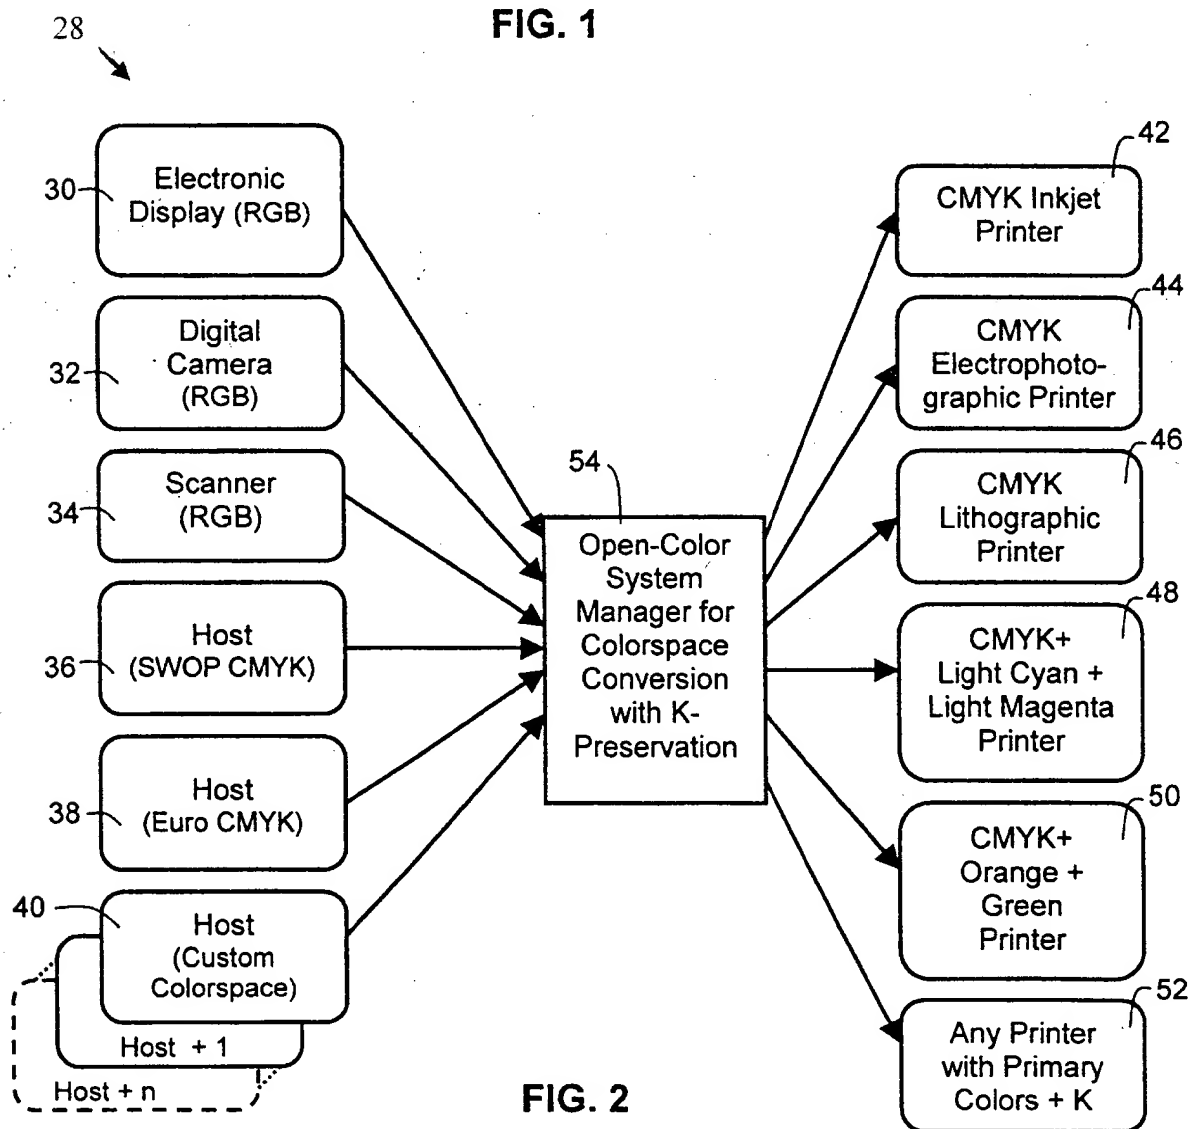 FIG. 1
28
30
Electronic
Display (RGB)
32
Digital
Camera
(RGB)
34
Scanner
(RGB)
36
Host
(SWOP CMYK)
38
Host
(Euro CMYK)
40
Host
(Custom
Colorspace)
Host + 1
Host + n
54
Open-Color
System
Manager for
Colorspace
Conversion
with K-
Preservation
42
CMYK Inkjet
Printer
44
CMYK
Electrophoto-
graphic Printer
46
CMYK
Lithographic
Printer
48
CMYK+
Light Cyan +
Light Magenta
Printer
50
CMYK+
Orange +
Green
Printer
52
Any Printer
with Primary
Colors + K
FIG. 2